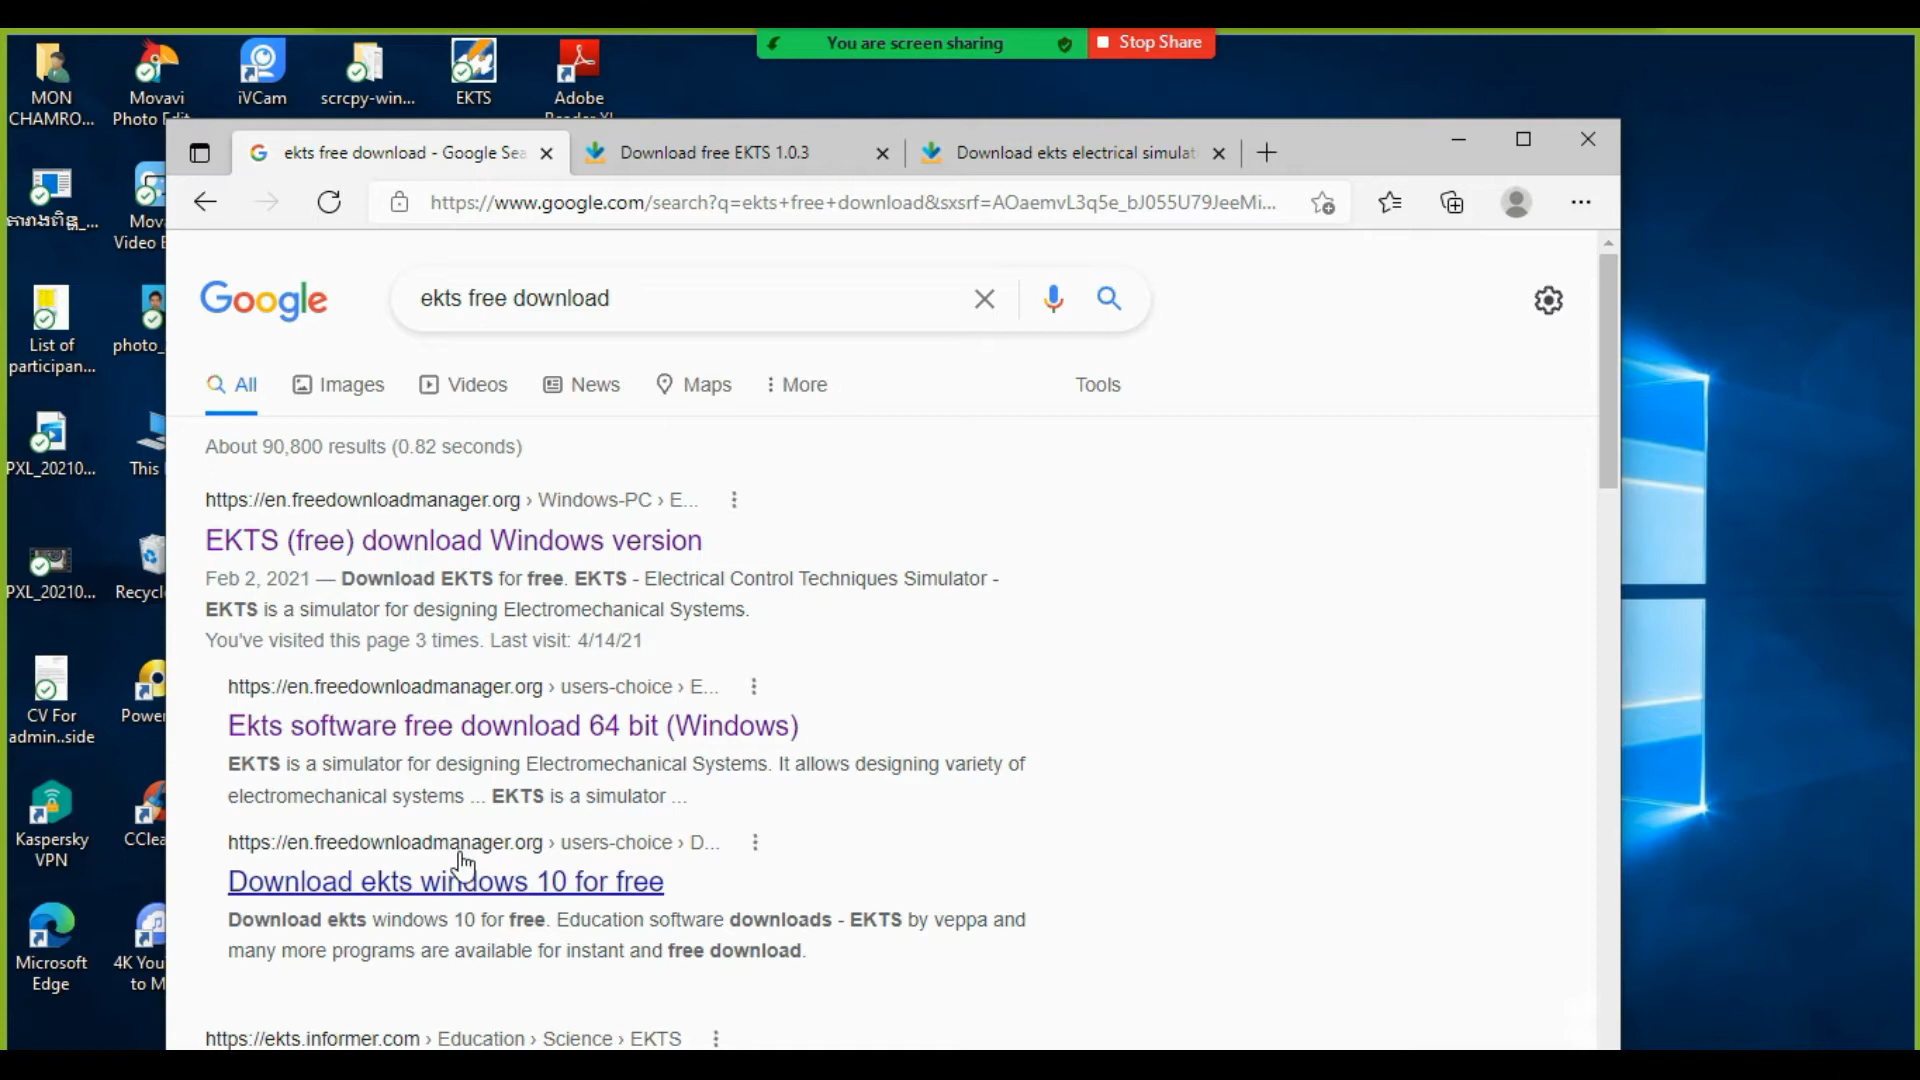 You are screen sharing
Stop Share
MON
CHAMRO...
Movavi
Photo Edit
iVCam
scrcpy-win...
EKTS
Adobe
Reader XI
ekts free download - Google Sea
Download free EKTS 1.0.3
Download ekts electrical simulat
https://www.google.com/search?q=ekts+free+download&sxsrf=AOaemvL3q5e_bJ055U79JeeMi...
Mova
Video E
Google
ekts free download
List of
participan...
photo_
All
Images
Videos
News
Maps
More
Tools
PXL_20210...
This
About 90,800 results (0.82 seconds)
https://en.freedownloadmanager.org › Windows-PC › E...
EKTS (free) download Windows version
Feb 2, 2021 — Download EKTS for free. EKTS - Electrical Control Techniques Simulator -
EKTS is a simulator for designing Electromechanical Systems.
You've visited this page 3 times. Last visit: 4/14/21
PXL_20210...
Recycl
https://en.freedownloadmanager.org › users-choice › E...
Ekts software free download 64 bit (Windows)
EKTS is a simulator for designing Electromechanical Systems. It allows designing variety of
electromechanical systems ... EKTS is a simulator ...
CV For
admin..side
Power
https://en.freedownloadmanager.org › users-choice › D...
Download ekts windows 10 for free
Download ekts windows 10 for free. Education software downloads - EKTS by veppa and
many more programs are available for instant and free download.
Kaspersky
VPN
CClea
Microsoft
Edge
4K You
to M
https://ekts.informer.com › Education › Science › EKTS